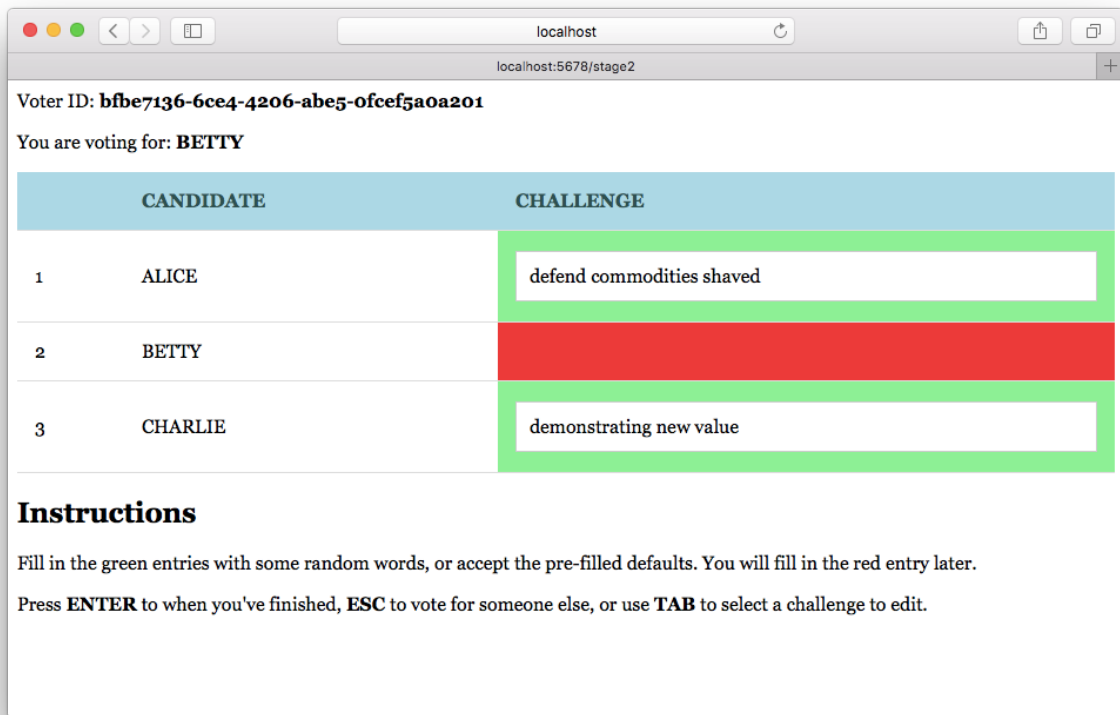 localhost
localhost:5678/stage2
Voter ID: bfbe7136-6ce4-4206-abe5-0fcef5a0a201
You are voting for: BETTY
CANDIDATE CHALLENGE
1 ALICE defend commodities shaved
2 BETTY
3 CHARLIE demonstrating new value
Instructions
Fill in the green entries with some random words, or accept the pre-filled defaults. You will fill in the red entry later.
Press ENTER to when you've finished, ESC to vote for someone else, or use TAB to select a challenge to edit.